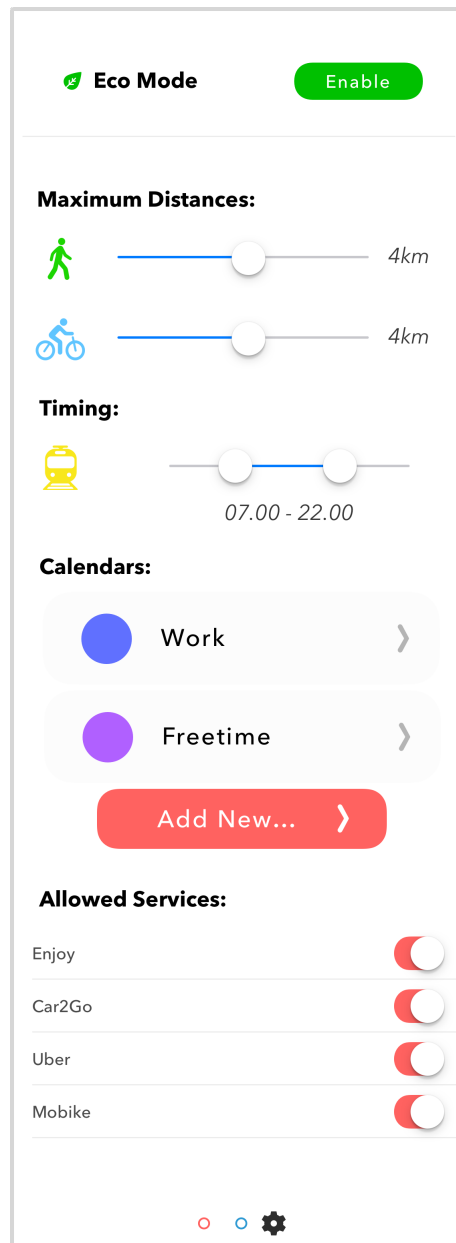 Eco Mode
Enable
Maximum Distances:
4km
4km
Timing:
07.00 - 22.00
Calendars:
Work
Freetime
Add New...
Allowed Services:
Enjoy
Car2Go
Uber
Mobike